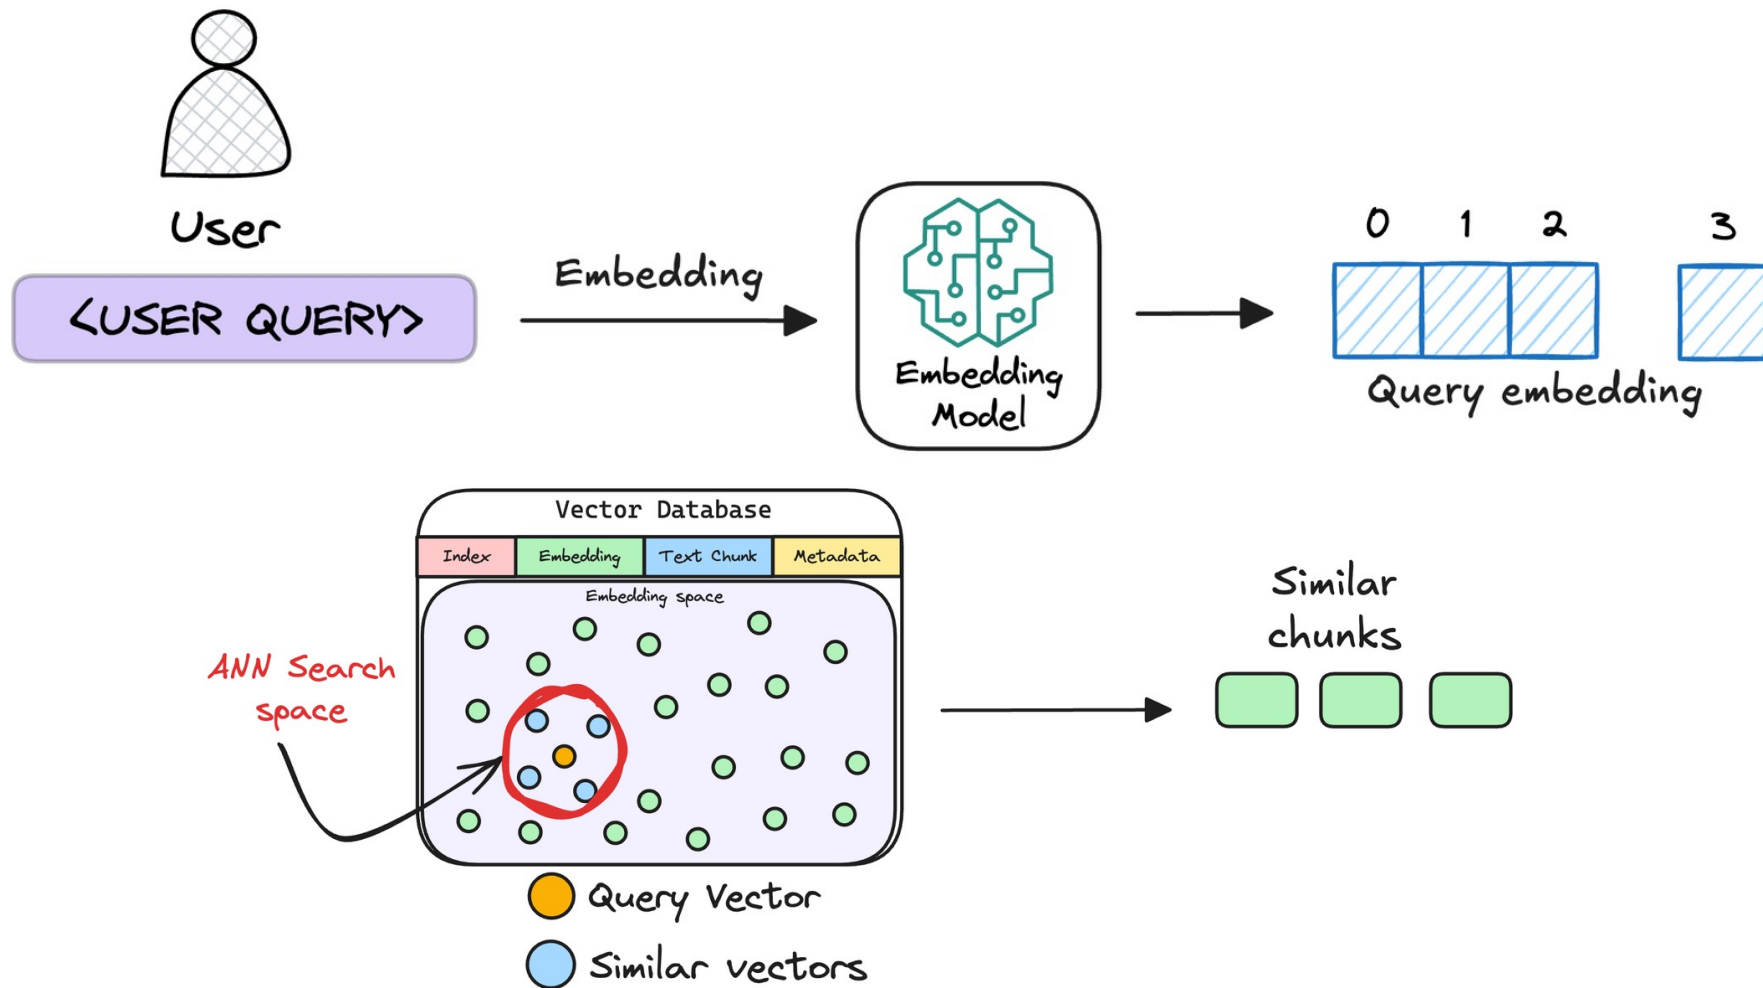 User
<USER QUERY>
Embedding
Embedding
Model
0 1 2 3
Query embedding
Vector Database
Index Embedding Text Chunk Metadata
Embedding space
ANN Search
space
Similar
chunks
Query Vector
Similar vectors